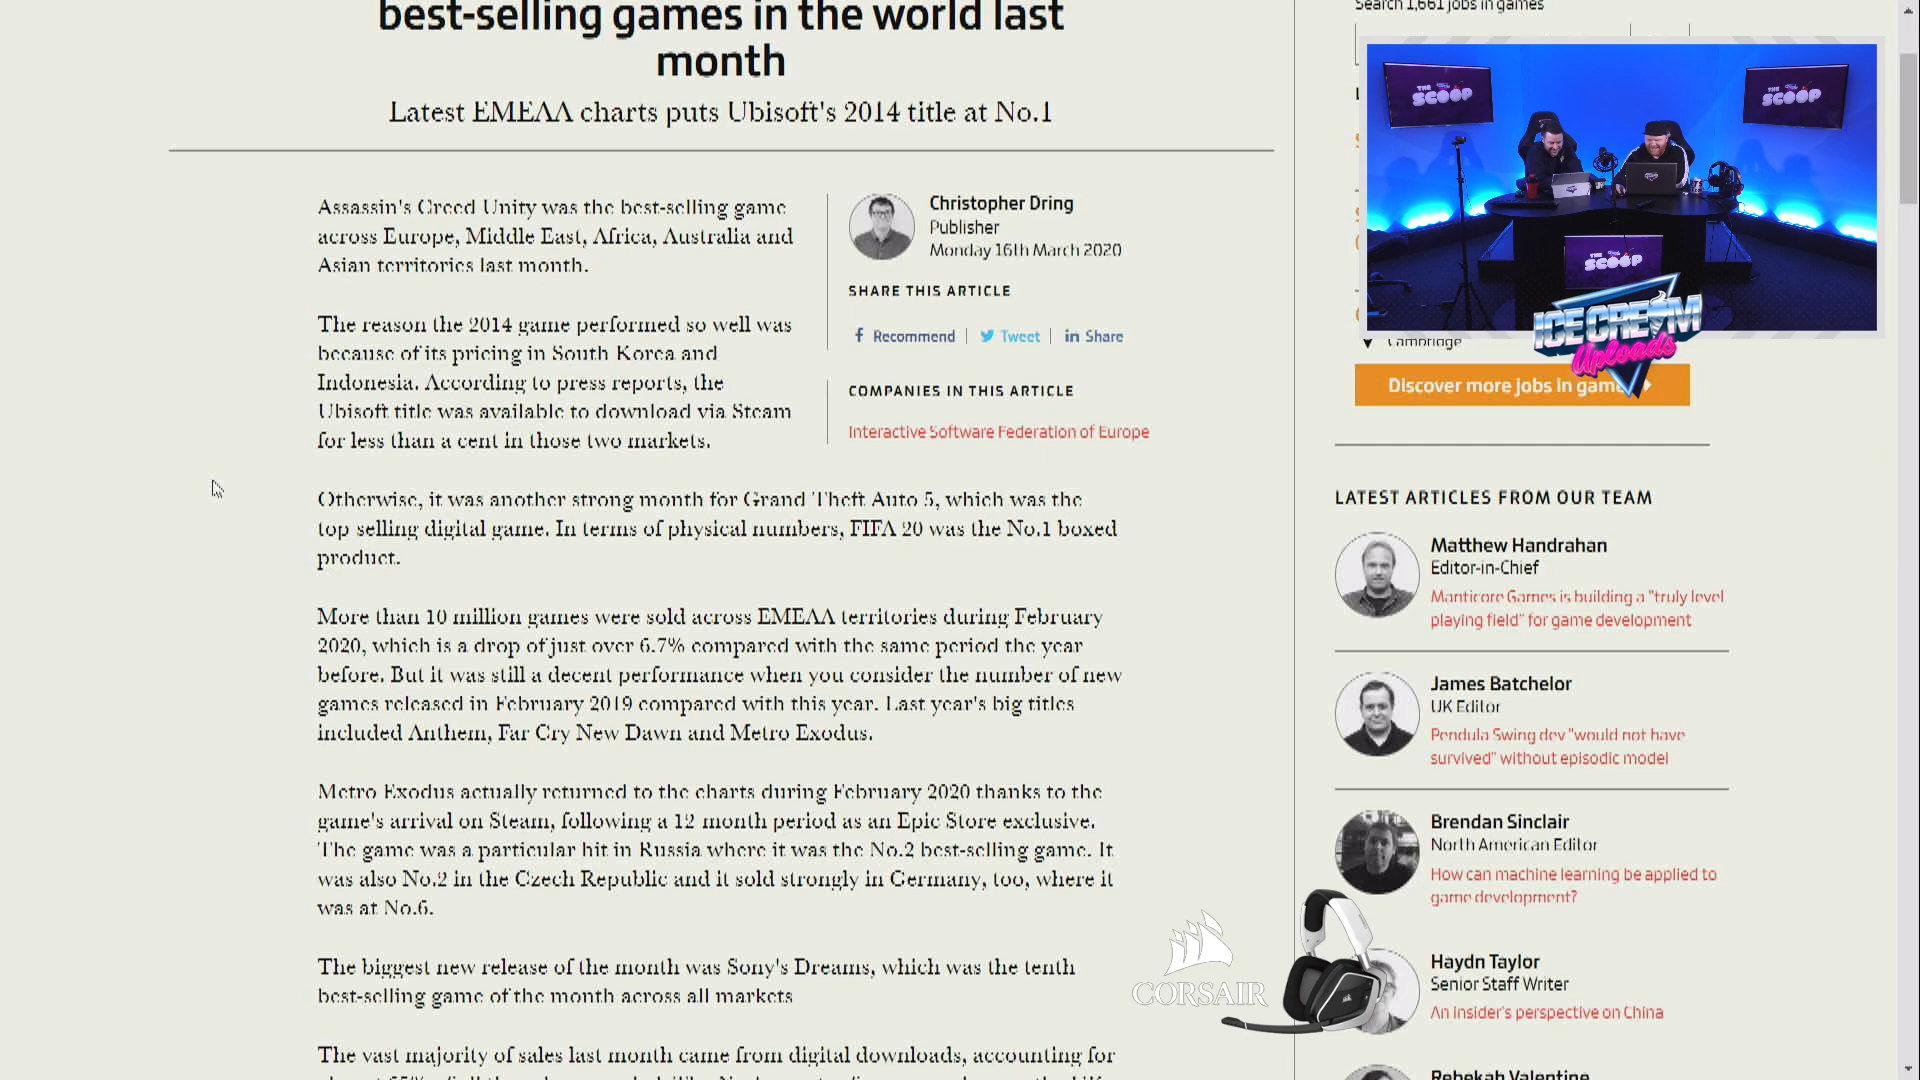 best-selling games in the world last
month
Latest EMEAA charts puts Ubisoft's 2014 title at No.1
Assassin's Creed Unity was the best-selling game
across Europe, Middle East, Africa, Australia and
Asian territories last month.
The reason the 2014 game performed so well was
because of its pricing in South Korea and
Indonesia. According to press reports, the
Ubisoft title was available to download via Steam
for less than a cent in those two markets.
Otherwise, it was another strong month for Grand Theft Auto 5, which was the
top selling digital game. In terms of physical numbers, FIFA 20 was the No.1 boxed
product.
More than 10 million games were sold across EMEAA territories during February
2020, which is a drop of just over 6.7% compared with the same period the year
before. But it was still a decent performance when you consider the number of new
games released in February 2019 compared with this year. Last year's big titles
included Anthem, Far Cry New Dawn and Metro Exodus.
Metro Exodus actually returned to the charts during February 2020 thanks to the
game's arrival on Steam, following a 12 month period as an Epic Store exclusive.
The game was a particular hit in Russia where it was the No.2 best-selling game. It
was also No.2 in the Czech Republic and it sold strongly in Germany, too, where it
was at No.6.
The biggest new release of the month was Sony's Dreams, which was the tenth
best-selling game of the month across all markets
The vast majority of sales last month came from digital downloads, accounting for
Christopher Dring
Publisher
Monday 16th March 2020
SHARE THIS ARTICLE
Recommend
Tweet
in Share
COMPANIES IN THIS ARTICLE
Interactive Software Federation of Europe
Search 1,661 jobs in games
THE SCOOP
THE SCOOP
THE SCOOP
ICE CREAM
Uploads
Cambridge
Discover more jobs in games
LATEST ARTICLES FROM OUR TEAM
Matthew Handrahan
Editor-in-Chief
Manticore Games is building a "truly level
playing field" for game development
James Batchelor
UK Editor
Pendula Swing dev "would not have
survived" without episodic model
Brendan Sinclair
North American Editor
How can machine learning be applied to
game development?
Haydn Taylor
Senior Staff Writer
An insider's perspective on China
Rebekah Valentine
CORSAIR